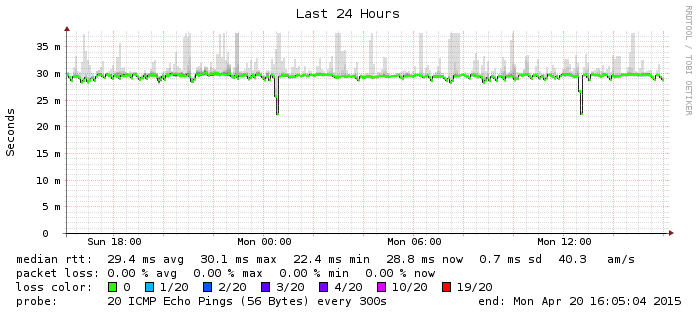 Last 24 Hours
RRDTOOL / TOBI OETIKER
Seconds
35 m
30 m
25 m
20 m
15 m
10 m
5 m
0
Sun 18:00 Mon 00:00 Mon 06:00 Mon 12:00
median rtt: 29.4 ms avg 30.1 ms max 22.4 ms min 28.8 ms now 0.7 ms sd 40.3 am/s
packet loss: 0.00 % avg 0.00 % max 0.00 % min 0.00 % now
loss color: 0 1/20 2/20 3/20 4/20 10/20 19/20
probe: 20 ICMP Echo Pings (56 Bytes) every 300s end: Mon Apr 20 16:05:04 2015